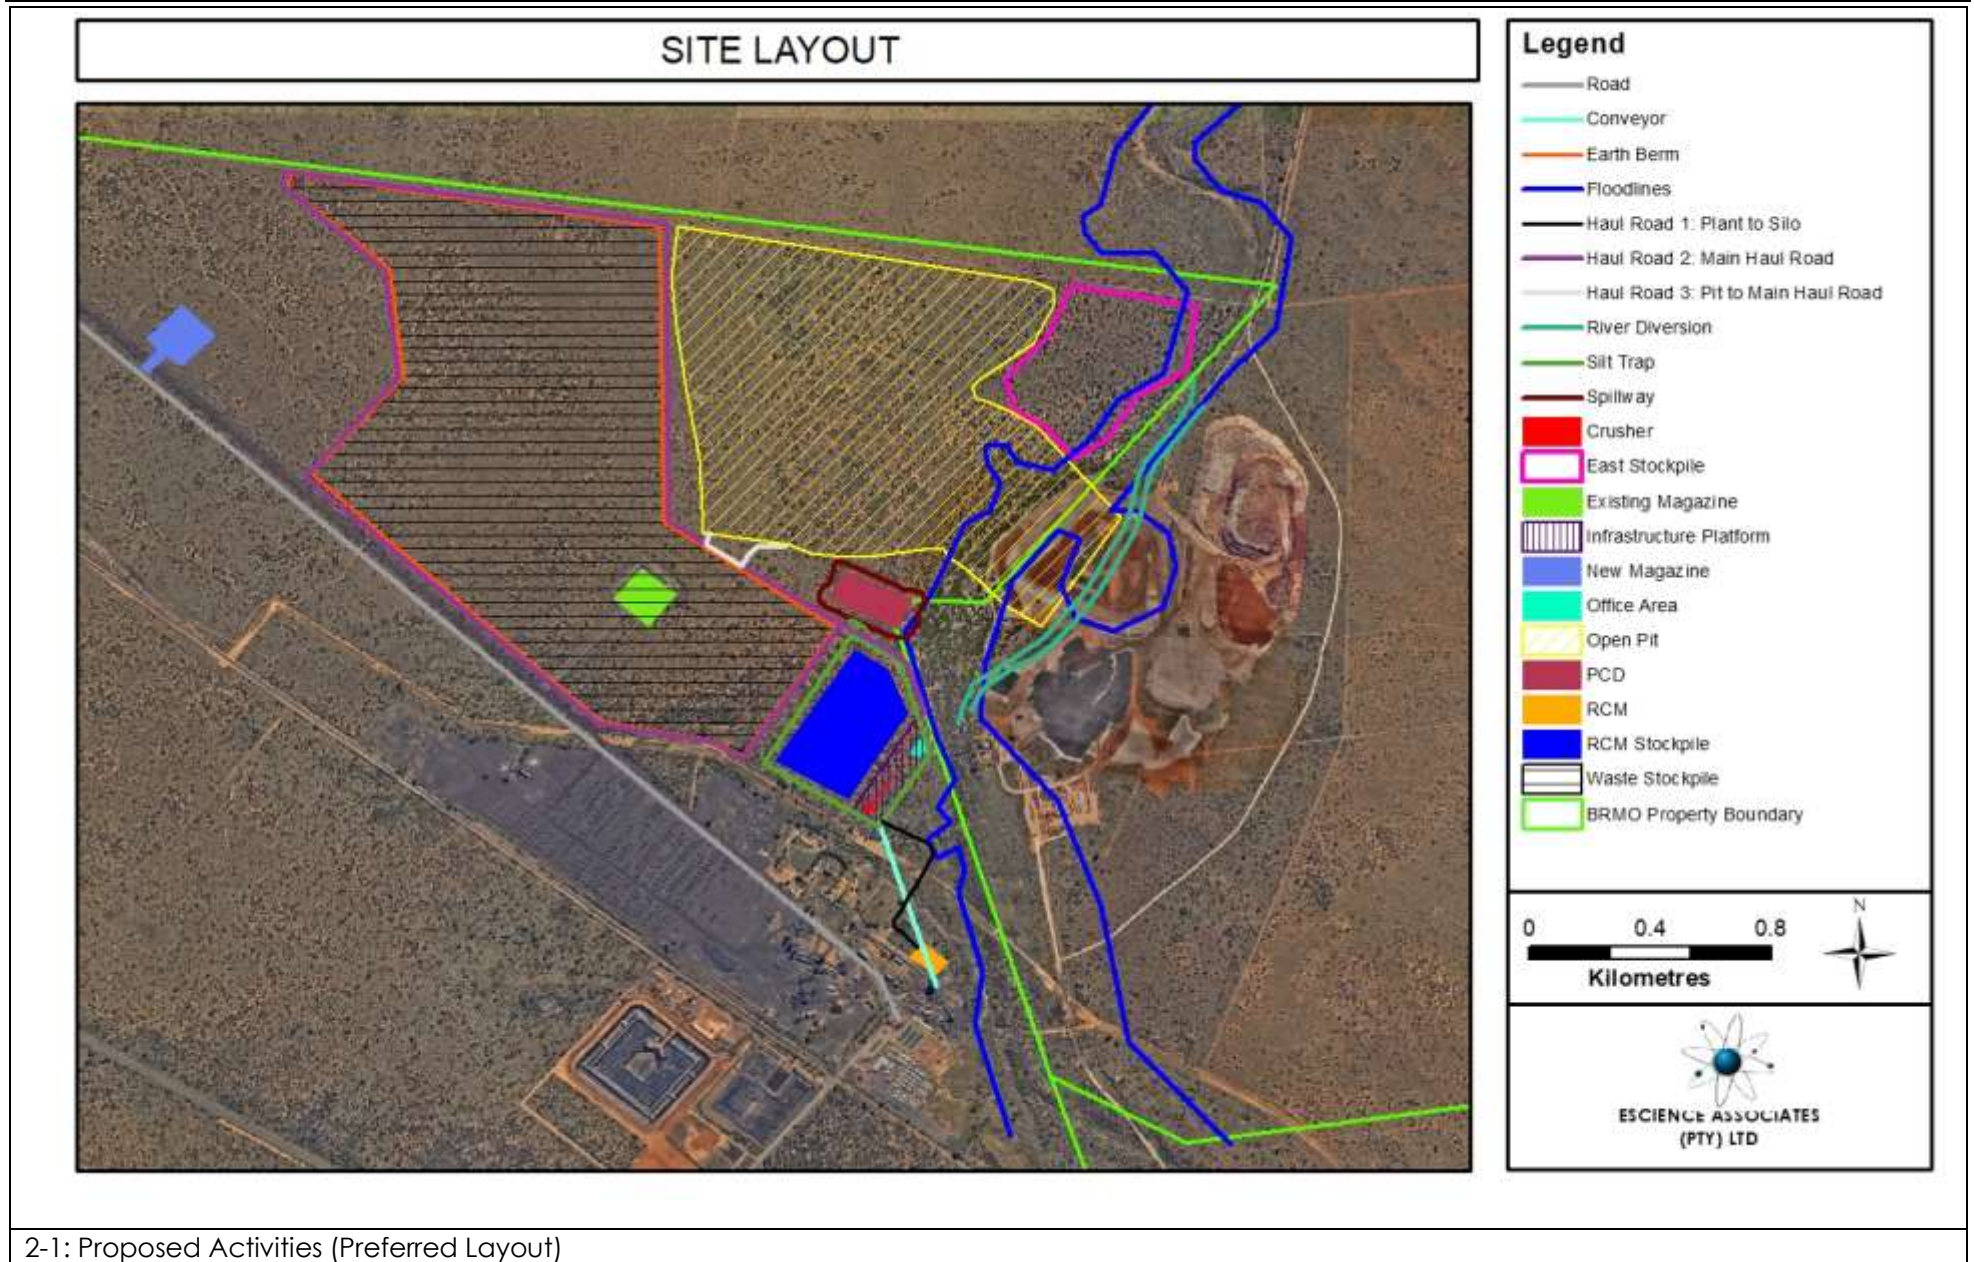 SITE LAYOUT
Legend
Road
Conveyor
Earth Berm
Floodlines
Haul Road 1: Plant to Silo
Haul Road 2: Main Haul Road
Haul Road 3: Pit to Main Haul Road
River Diversion
Silt Trap
Spillway
Crusher
East Stockpile
Existing Magazine
Infrastructure Platform
New Magazine
Office Area
Open Pit
PCD
RCM
RCM Stockpile
Waste Stockpile
BRMO Property Boundary
0 0.4 0.8
Kilometres
N
ESCIENCE ASSOCIATES
(PTY) LTD
2-1: Proposed Activities (Preferred Layout)